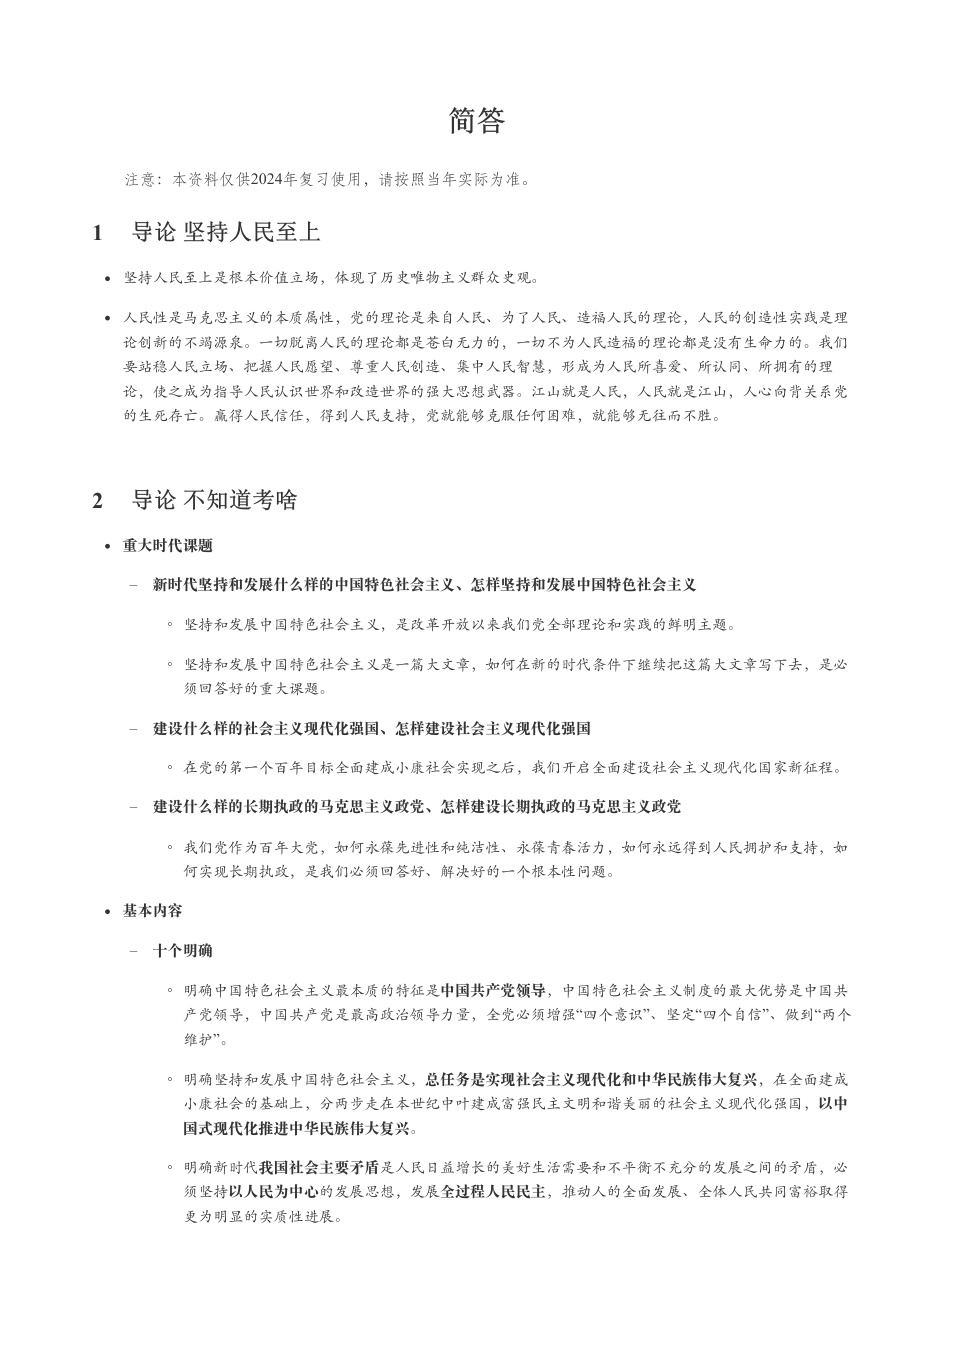 简答
注意：本资料仅供2024年复习使用，请按照当年实际为准。
1 导论 坚持人民至上
• 坚持人民至上是根本价值立场，体现了历史唯物主义群众史观。
• 人民性是马克思主义的本质属性，党的理论是来自人民、为了人民、造福人民的理论，人民的创造性实践是理
论创新的不竭源泉。一切脱离人民的理论都是苍白无力的，一切不为人民造福的理论都是没有生命力的。我们
要站稳人民立场、把握人民愿望、尊重人民创造、集中人民智慧，形成为人民所喜爱、所认同、所拥有的理
论，使之成为指导人民认识世界和改造世界的强大思想武器。江山就是人民，人民就是江山，人心向背关系党
的生死存亡。赢得人民信任，得到人民支持，党就能够克服任何困难，就能够无往而不胜。
2 导论 不知道考啥
• 重大时代课题
– 新时代坚持和发展什么样的中国特色社会主义、怎样坚持和发展中国特色社会主义
◦ 坚持和发展中国特色社会主义，是改革开放以来我们党全部理论和实践的鲜明主题。
◦ 坚持和发展中国特色社会主义是一篇大文章，如何在新的时代条件下继续把这篇大文章写下去，是必
须回答好的重大课题。
– 建设什么样的社会主义现代化强国、怎样建设社会主义现代化强国
◦ 在党的第一个百年目标全面建成小康社会实现之后，我们开启全面建设社会主义现代化国家新征程。
– 建设什么样的长期执政的马克思主义政党、怎样建设长期执政的马克思主义政党
◦ 我们党作为百年大党，如何永葆先进性和纯洁性、永葆青春活力，如何永远得到人民拥护和支持，如
何实现长期执政，是我们必须回答好、解决好的一个根本性问题。
• 基本内容
– 十个明确
◦ 明确中国特色社会主义最本质的特征是中国共产党领导，中国特色社会主义制度的最大优势是中国共
产党领导，中国共产党是最高政治领导力量，全党必须增强“四个意识”、坚定“四个自信”、做到“两个
维护”。
◦ 明确坚持和发展中国特色社会主义，总任务是实现社会主义现代化和中华民族伟大复兴，在全面建成
小康社会的基础上，分两步走在本世纪中叶建成富强民主文明和谐美丽的社会主义现代化强国，以中
国式现代化推进中华民族伟大复兴。
◦ 明确新时代我国社会主要矛盾是人民日益增长的美好生活需要和不平衡不充分的发展之间的矛盾，必
须坚持以人民为中心的发展思想，发展全过程人民民主，推动人的全面发展、全体人民共同富裕取得
更为明显的实质性进展。